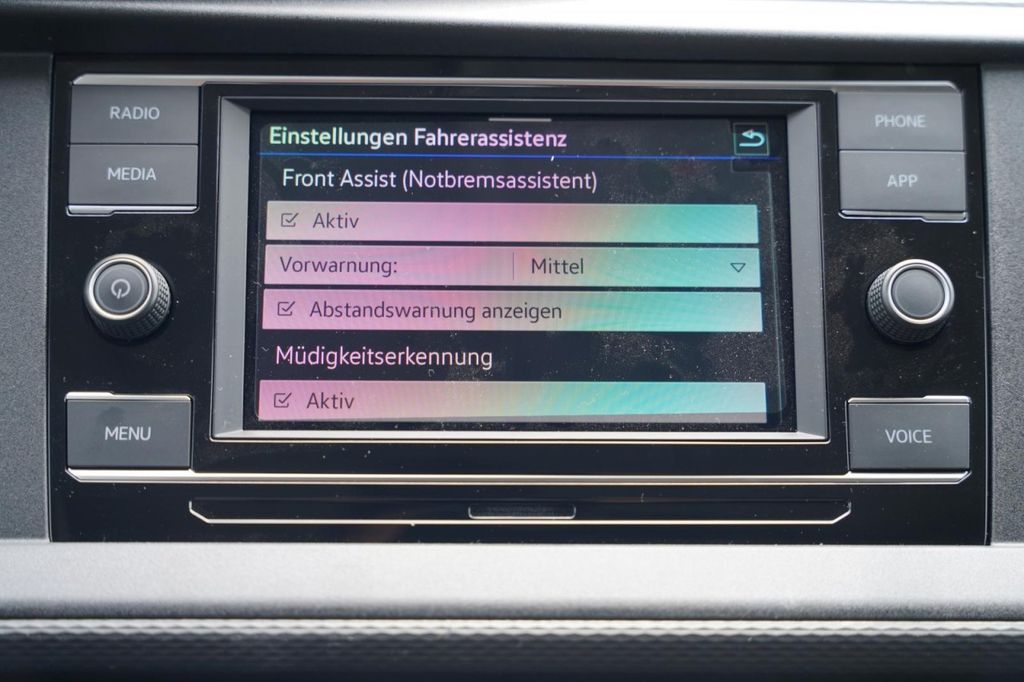 RADIO
MEDIA
MENU
Einstellungen Fahrerassistenz
Front Assist (Notbremsassistent)
Aktiv
Vorwarnung: Mittel
Abstandswarnung anzeigen
Müdigkeitserkennung
Aktiv
PHONE
APP
VOICE